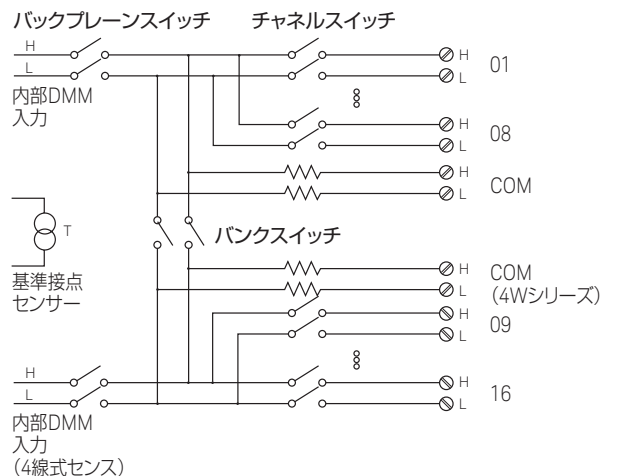 バックプレーンスイッチ チャネルスイッチ
H
L
内部DMM
入力
H
L
01
H
L
08
H
L
COM
T
基準接点
センサー
バンクスイッチ
H
L
COM
(4Wシリーズ)
H
L
09
H
L
内部DMM
入力
(4線式センス)
H
L
16